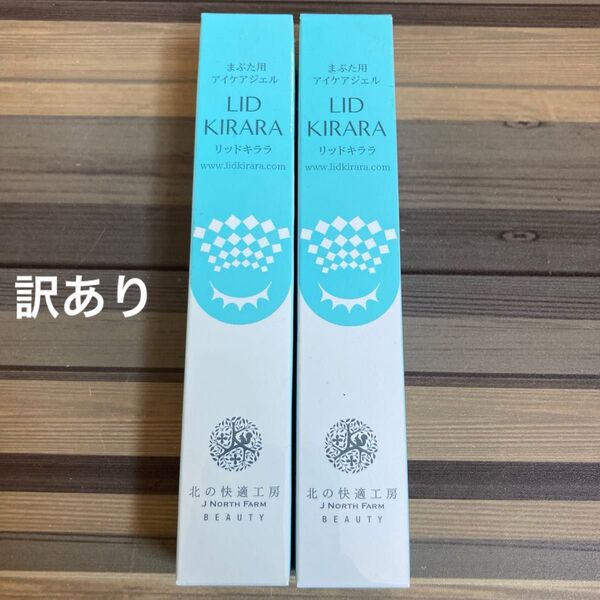 まぶた用
アイケアジェル
LID
KIRARA
リッドキララ
www.lidkirara.com
北の快適工房
J NORTH FARM
BEAUTY
まぶた用
アイケアジェル
LID
KIRARA
リッドキララ
www.lidkirara.com
北の快適工房
J NORTH FARM
BEAUTY
訳あり